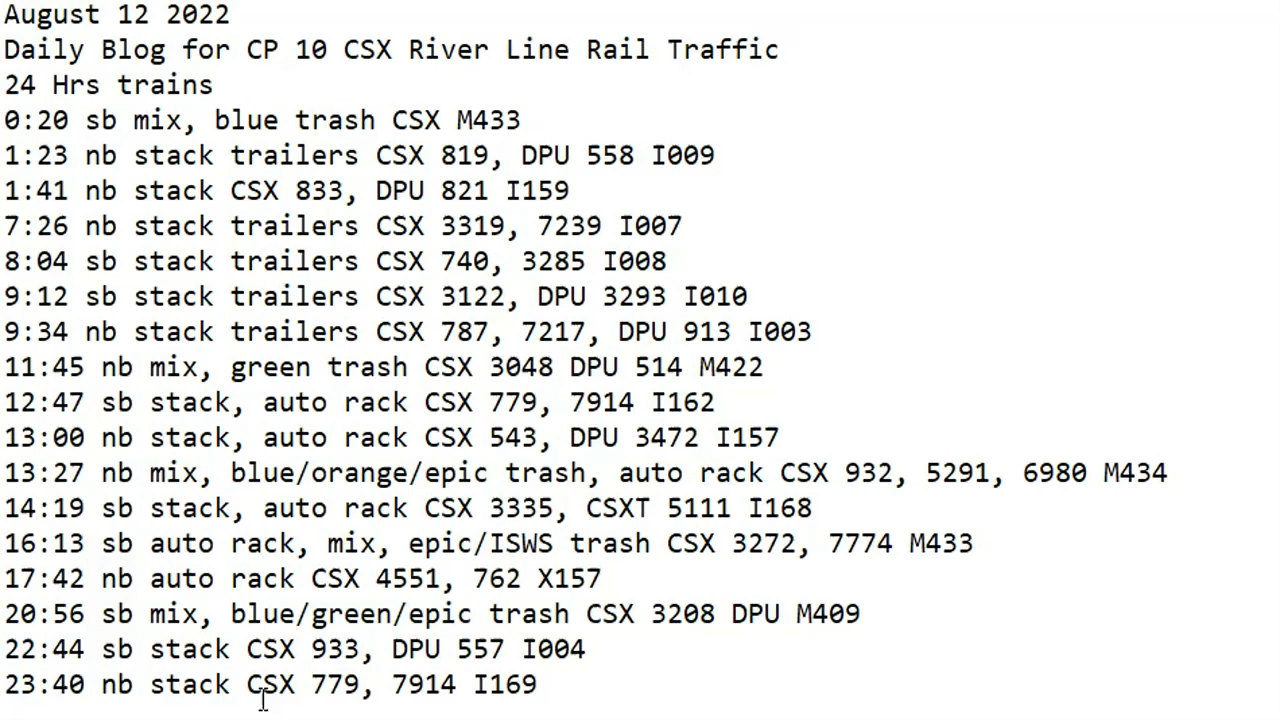 August 12 2022
Daily Blog for CP 10 CSX River Line Rail Traffic
24 Hrs trains
0:20 sb mix, blue trash CSX M433
1:23 nb stack trailers CSX 819, DPU 558 I009
1:41 nb stack CSX 833, DPU 821 I159
7:26 nb stack trailers CSX 3319, 7239 I007
8:04 sb stack trailers CSX 740, 3285 I008
9:12 sb stack trailers CSX 3122, DPU 3293 I010
9:34 nb stack trailers CSX 787, 7217, DPU 913 I003
11:45 nb mix, green trash CSX 3048 DPU 514 M422
12:47 sb stack, auto rack CSX 779, 7914 I162
13:00 nb stack, auto rack CSX 543, DPU 3472 I157
13:27 nb mix, blue/orange/epic trash, auto rack CSX 932, 5291, 6980 M434
14:19 sb stack, auto rack CSX 3335, CSXT 5111 I168
16:13 sb auto rack, mix, epic/ISWS trash CSX 3272, 7774 M433
17:42 nb auto rack CSX 4551, 762 X157
20:56 sb mix, blue/green/epic trash CSX 3208 DPU M409
22:44 sb stack CSX 933, DPU 557 I004
23:40 nb stack CSX 779, 7914 I169